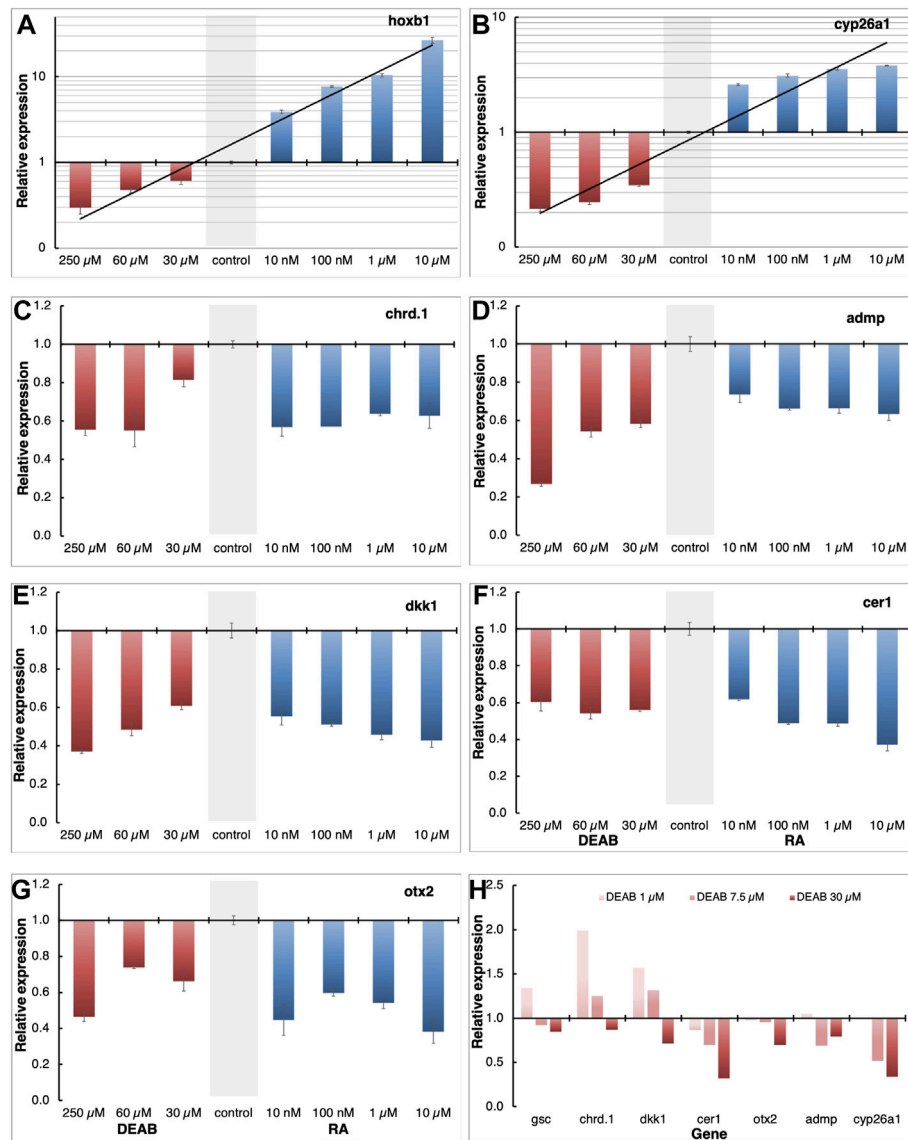 A
hoxb1
Relative expression
10
1
0
250 µM 60 µM 30 µM control 10 nM 100 nM 1 µM 10 µM
B
cyp26a1
Relative expression
10
1
0
250 µM 60 µM 30 µM control 10 nM 100 nM 1 µM 10 µM
C
chrd.1
Relative expression
1.2
1.0
0.8
0.6
0.4
0.2
0.0
250 µM 60 µM 30 µM control 10 nM 100 nM 1 µM 10 µM
D
admp
Relative expression
1.2
1.0
0.8
0.6
0.4
0.2
0.0
250 µM 60 µM 30 µM control 10 nM 100 nM 1 µM 10 µM
E
dkk1
Relative expression
1.2
1.0
0.8
0.6
0.4
0.2
0.0
250 µM 60 µM 30 µM control 10 nM 100 nM 1 µM 10 µM
F
cer1
Relative expression
1.2
1.0
0.8
0.6
0.4
0.2
0.0
250 µM 60 µM 30 µM control 10 nM 100 nM 1 µM 10 µM
DEAB RA
G
otx2
Relative expression
1.2
1.0
0.8
0.6
0.4
0.2
0.0
250 µM 60 µM 30 µM control 10 nM 100 nM 1 µM 10 µM
DEAB RA
H
Relative expression
2.5
2.0
1.5
1.0
0.5
0.0
DEAB 1 µM DEAB 7.5 µM DEAB 30 µM
gsc chrd.1 dkk1 cer1 otx2 admp cyp26a1
Gene